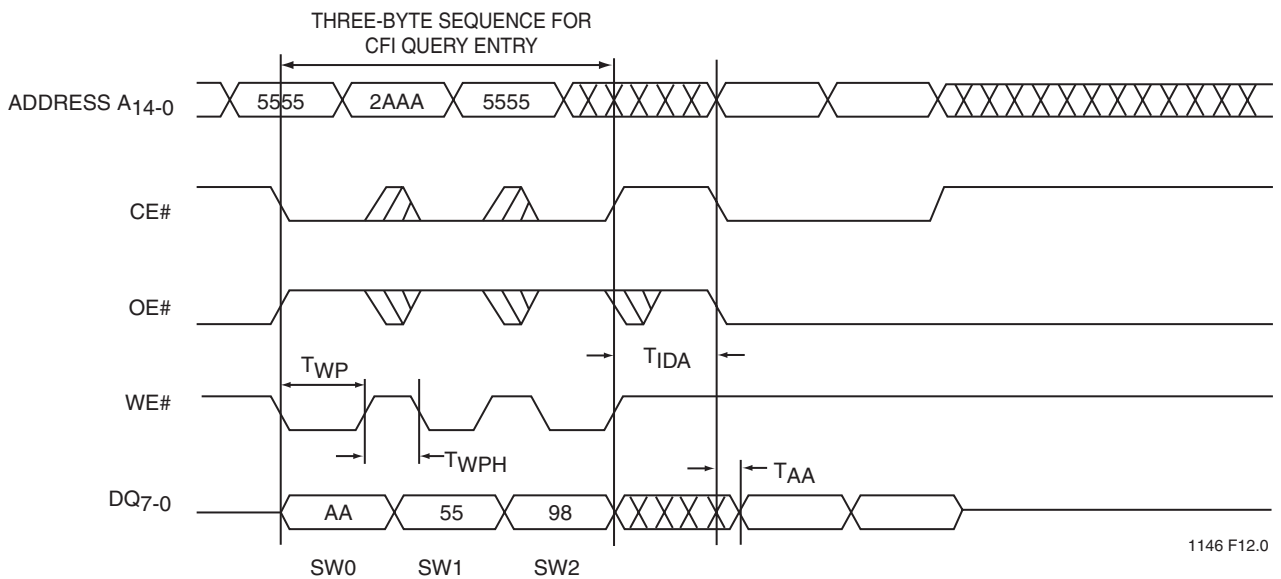 THREE-BYTE SEQUENCE FOR
CFI QUERY ENTRY
ADDRESS A14-0
5555
2AAA
5555
CE#
OE#
TIDA
TWP
WE#
TWPH
TAA
DQ7-0
AA
55
98
SW0
SW1
SW2
1146 F12.0